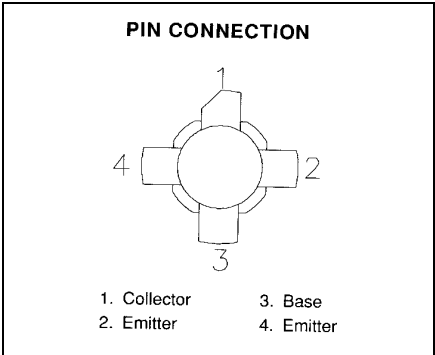 PIN CONNECTION
1
4
2
3
1. Collector
2. Emitter
3. Base
4. Emitter